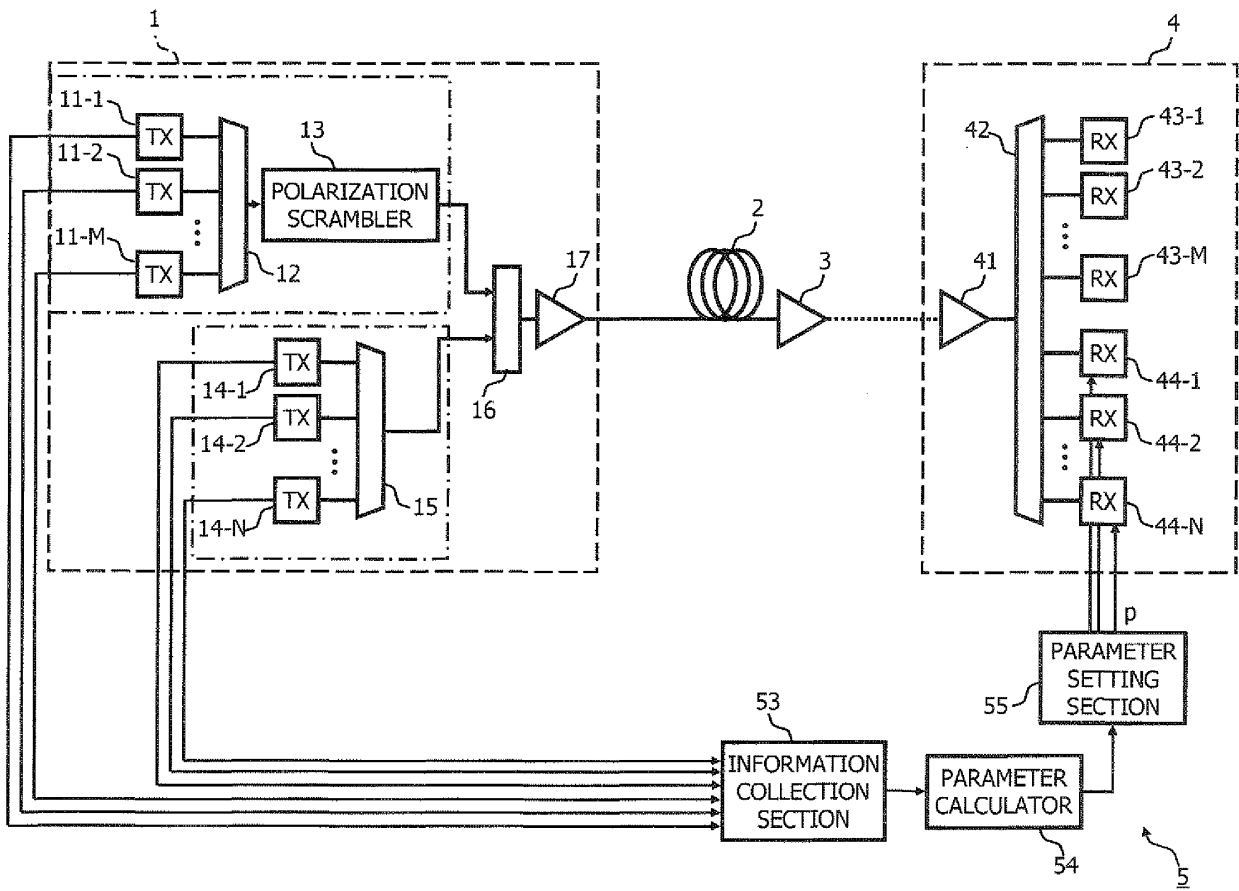 1
4
11-1
TX
11-2
TX
11-M
TX
12
13
POLARIZATION
SCRAMBLER
14-1
TX
14-2
TX
14-N
TX
15
16
17
2
3
41
42
RX
43-1
RX
43-2
RX
43-M
RX
44-1
RX
44-2
RX
44-N
p
PARAMETER
SETTING
SECTION
55
53
INFORMATION
COLLECTION
SECTION
PARAMETER
CALCULATOR
54
5